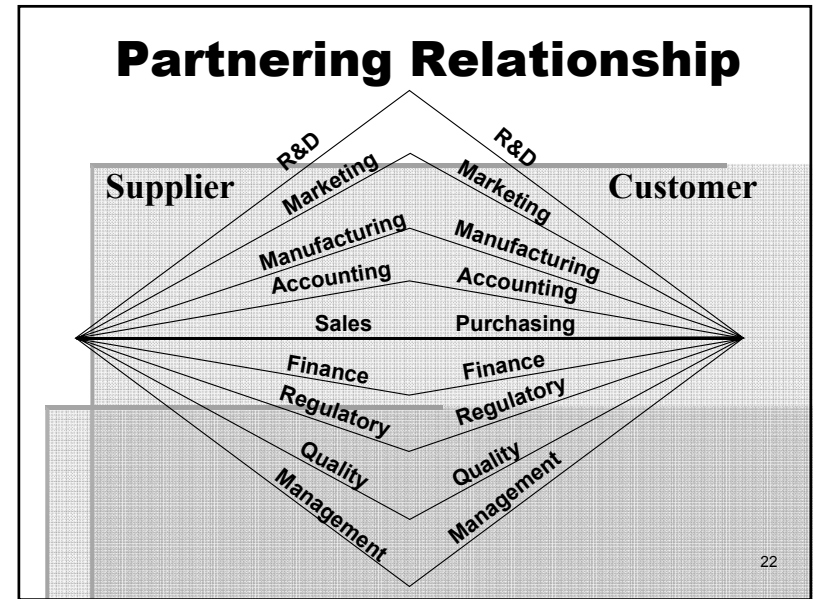 Partnering Relationship
R&D R&D
Supplier Marketing Marketing Customer
Manufacturing Manufacturing
Accounting Accounting
Sales Purchasing
Finance Finance
Regulatory Regulatory
Quality Quality
Management Management
22